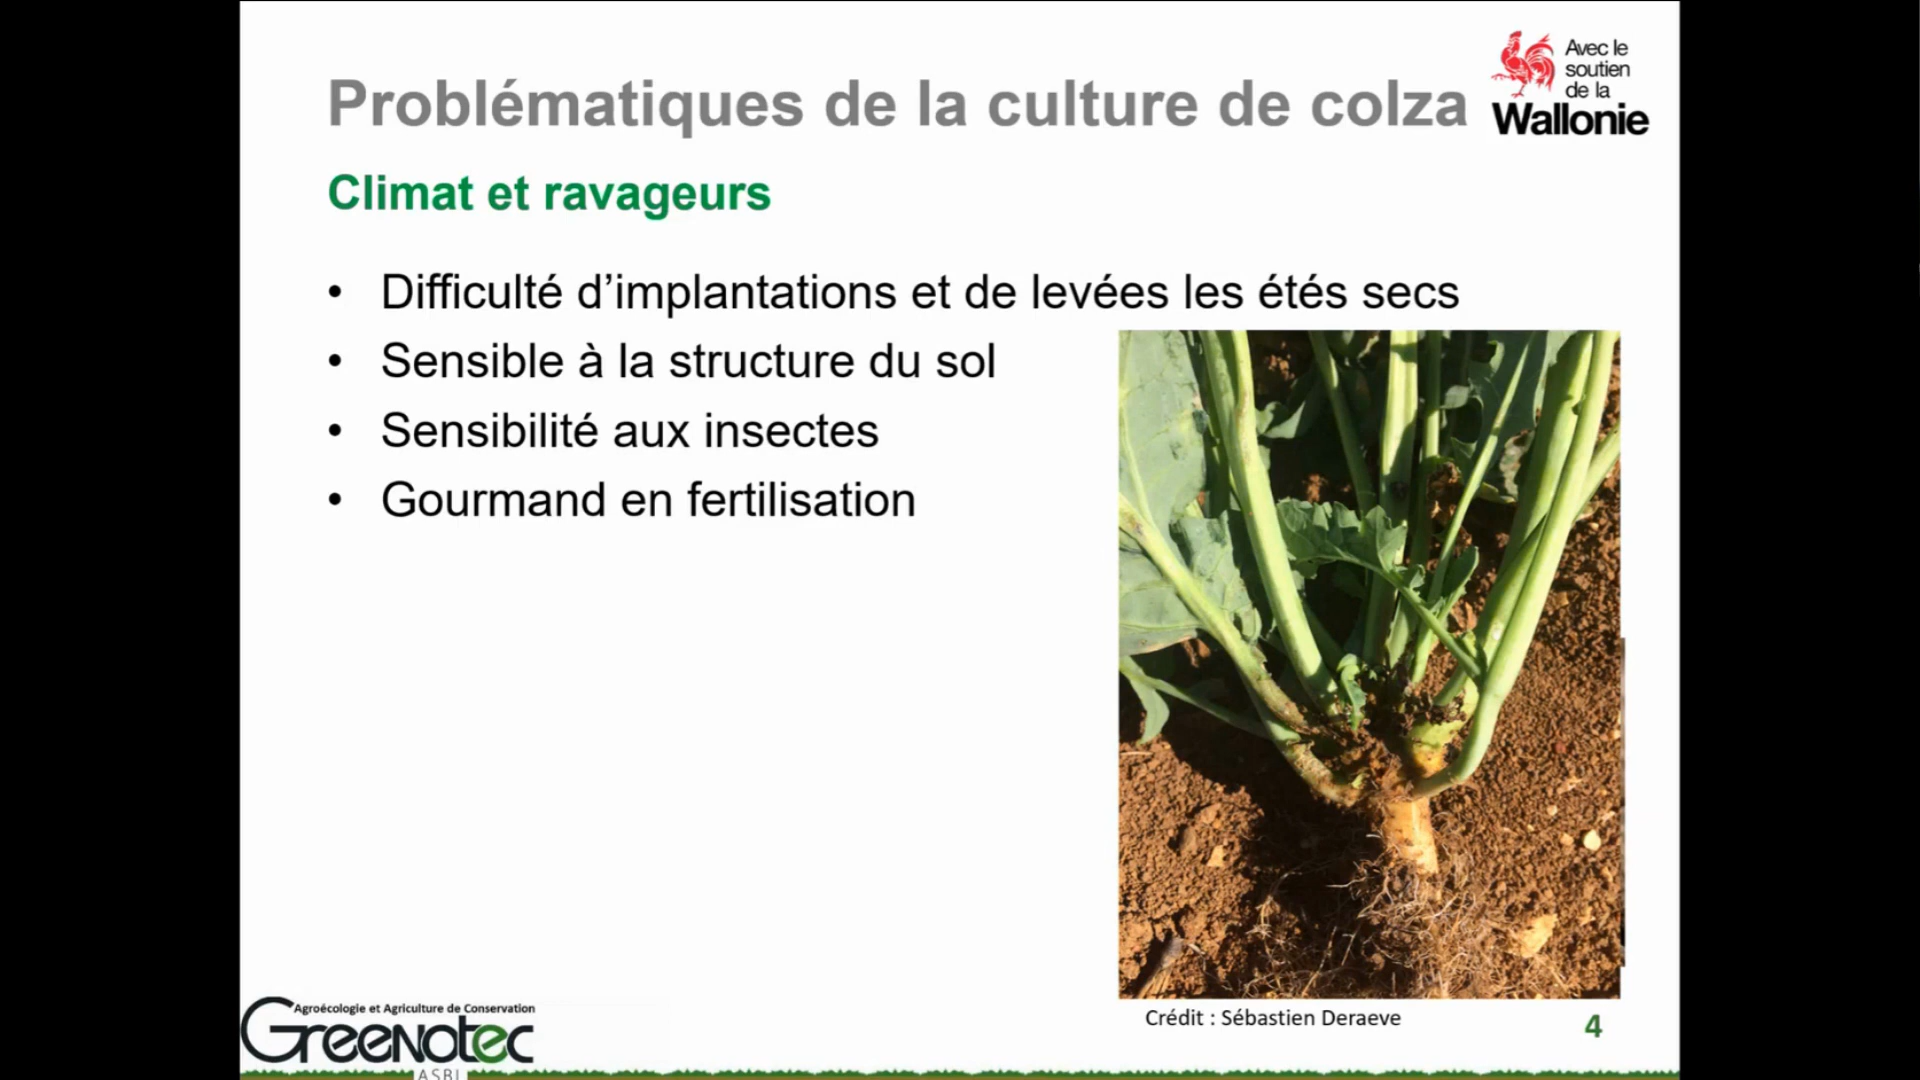 Problématiques de la culture de colza
Avec le
soutien
de la
Wallonie
Climat et ravageurs
• Difficulté d’implantations et de levées les étés secs
• Sensible à la structure du sol
• Sensibilité aux insectes
• Gourmand en fertilisation
Crédit : Sébastien Deraeve
4
Agroécologie et Agriculture de Conservation
Greenotec
ASBL